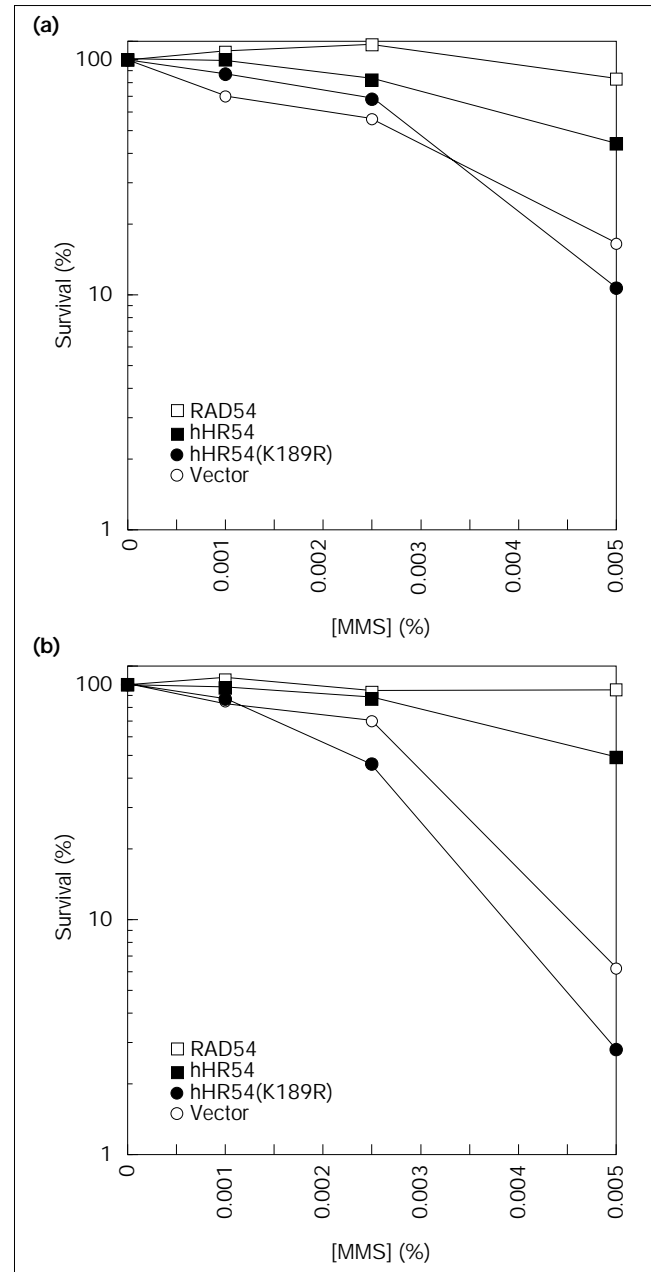 (a)
100
10
1
Survival (%)
RAD54
hHR54
hHR54(K189R)
Vector
0
0.001
0.002
0.003
0.004
0.005
[MMS] (%)
(b)
100
10
1
Survival (%)
RAD54
hHR54
hHR54(K189R)
Vector
0
0.001
0.002
0.003
0.004
0.005
[MMS] (%)